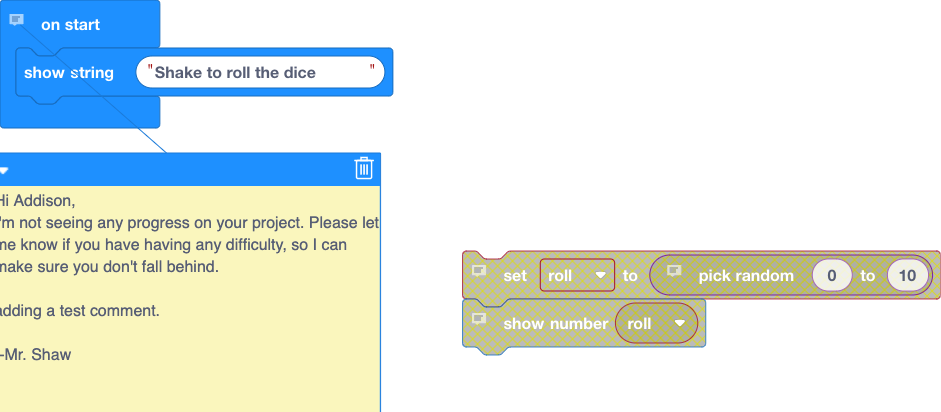 on start
show string "Shake to roll the dice "
Hi Addison,
I'm not seeing any progress on your project. Please let
me know if you have having any difficulty, so I can
make sure you don't fall behind.
adding a test comment.
-Mr. Shaw
set roll to pick random 0 to 10
show number roll